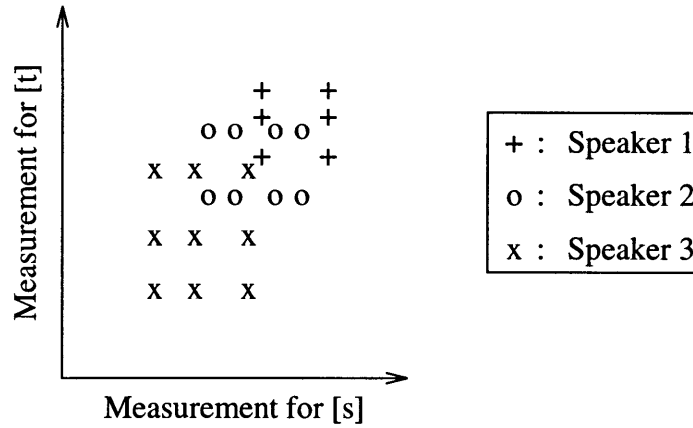 Measurement for [t]
+ : Speaker 1
o : Speaker 2
x : Speaker 3
Measurement for [s]